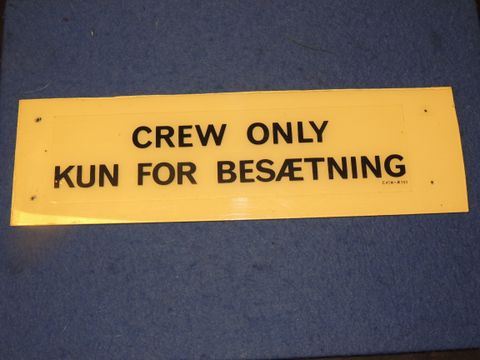 CREW ONLY
KUN FOR BESÆTNING